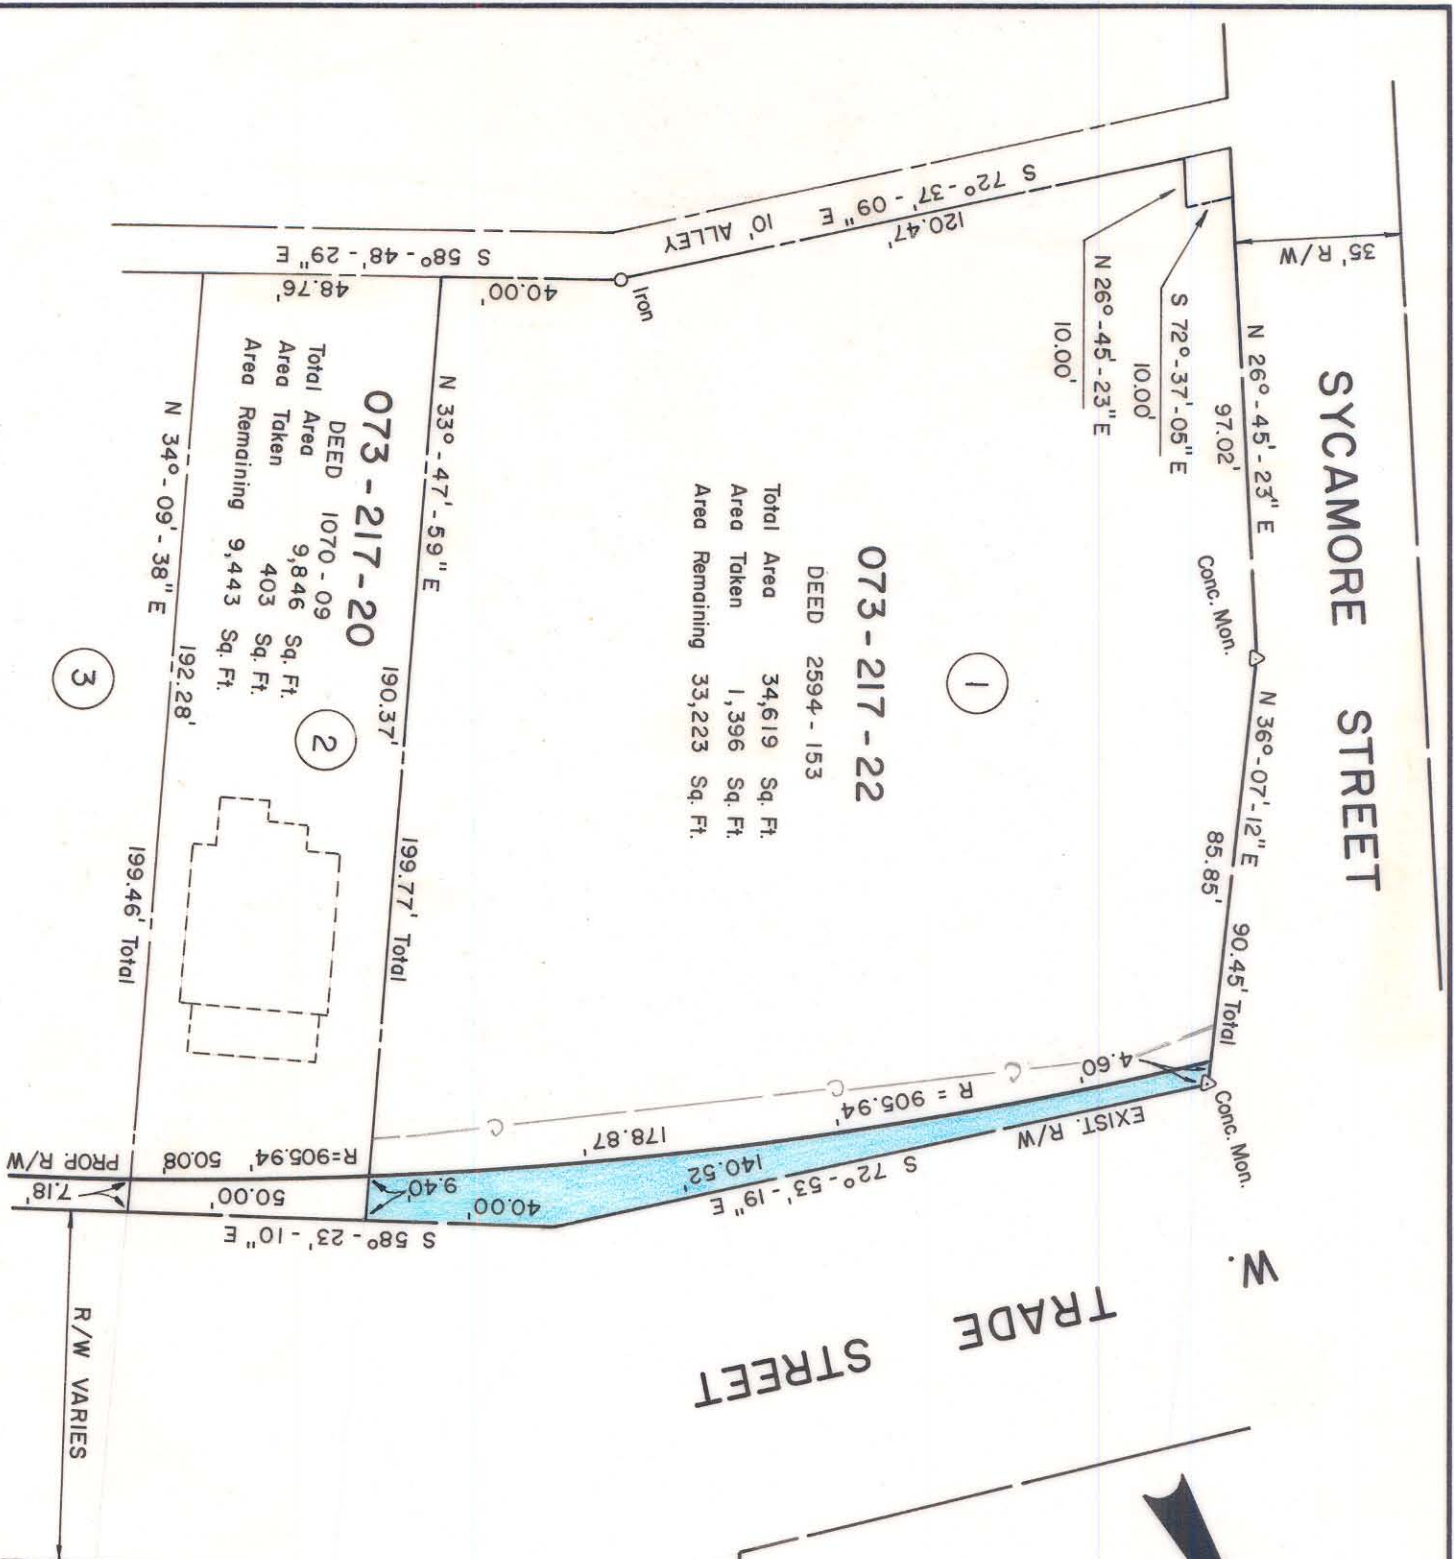 SYCAMORE STREET
35' R/W
N 26° - 45' - 23" E
97.02'
Conc. Mon.
N 36° - 07' - 12" E
85.85'
90.45' Total
S 72° - 37' - 05" E
10.00'
N 26° - 45' - 23" E
10.00'
S 72° - 37' - 09" E
10' ALLEY
120.47'
Iron
S 58° - 48' - 29" E
40.00'
48.76'
1
073 - 217 - 22
DEED 2594 - 153
Total Area 34,619 Sq. Ft.
Area Taken 1,396 Sq. Ft.
Area Remaining 33,223 Sq. Ft.
N 33° - 47' - 59" E
190.37'
199.77' Total
073 - 217 - 20
DEED 1070 - 09
Total Area 9,846 Sq. Ft.
Area Taken 403 Sq. Ft.
Area Remaining 9,443 Sq. Ft.
2
N 34° - 09' - 38" E
192.28'
199.46' Total
3
4.60'
Conc. Mon.
R = 905.94'
178.87'
C
C
C
EXIST. R/W
S 72° - 53' - 19" E
140.52'
40.00'
9.40'
R=905.94'
50.08'
PROP. R/W
50.00'
7.18'
S 58° - 23' - 10" E
R/W VARIES
W. TRADE STREET